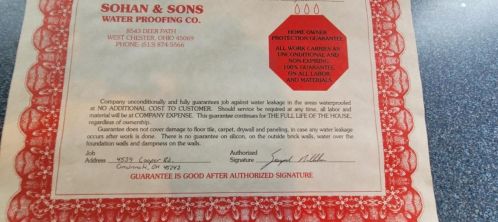 SOHAN & SONS
WATER PROOFING CO.
8543 DEER PATH
WEST CHESTER, OHIO 45069
PHONE: (513) 874-5566
HOME OWNER
PROTECTION GUARANTEE
ALL WORK CARRIES AN
UNCONDITIONAL AND
NON-EXPIRING
100% GUARANTEE
ON ALL LABOR
AND MATERIALS
Company unconditionally and fully guarantees job against water leakage in the areas waterproofed
at NO ADDITIONAL COST TO CUSTOMER. Should service be required at any time, all labor and
material will be at COMPANY EXPENSE. This guarantee continues for THE FULL LIFE OF THE HOUSE,
regardless of ownership.
Guarantee does not cover damage to floor tile, carpet, drywall and paneling, in case any water leakage
occurs after work is done. There is no guarantee on silicon, on the outside brick walls, water over the
foundation walls and dampness on the walls.
Job
Address 4539 Cooper Rd.
Cincinnati, OH 45242
Authorized
Signature
GUARANTEE IS GOOD AFTER AUTHORIZED SIGNATURE